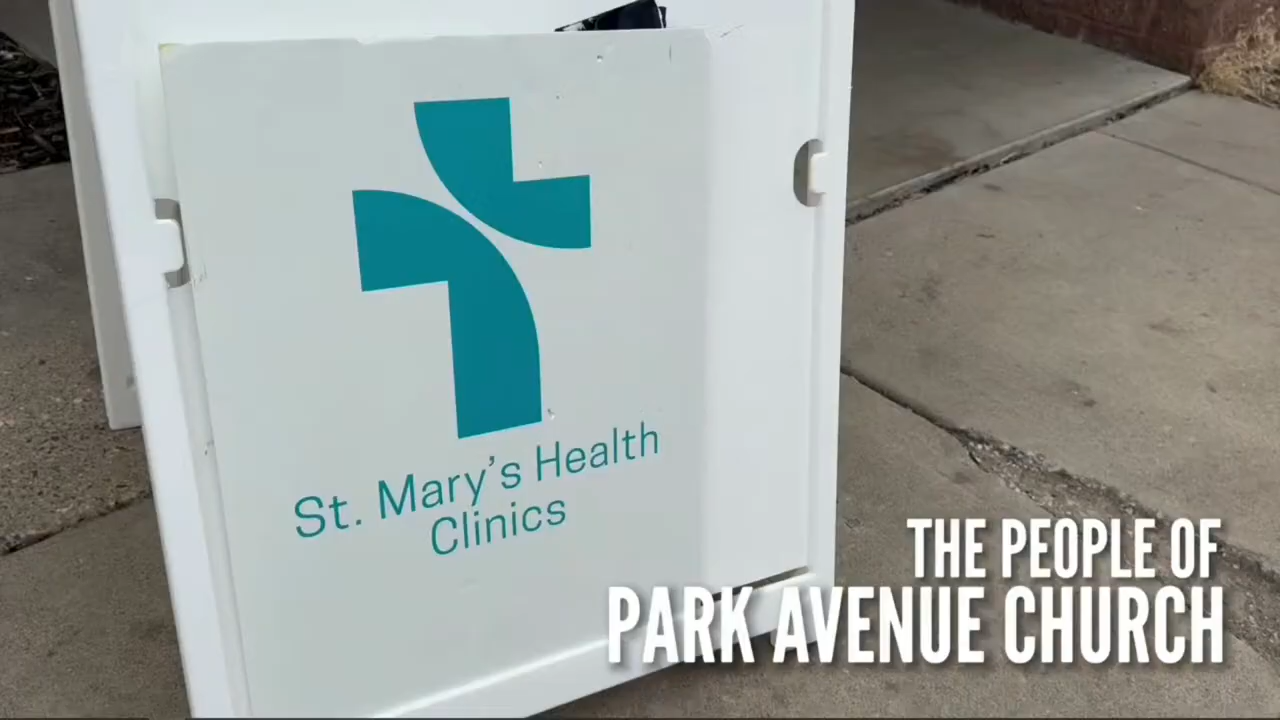 St. Mary's Health
Clinics
THE PEOPLE OF
PARK AVENUE CHURCH